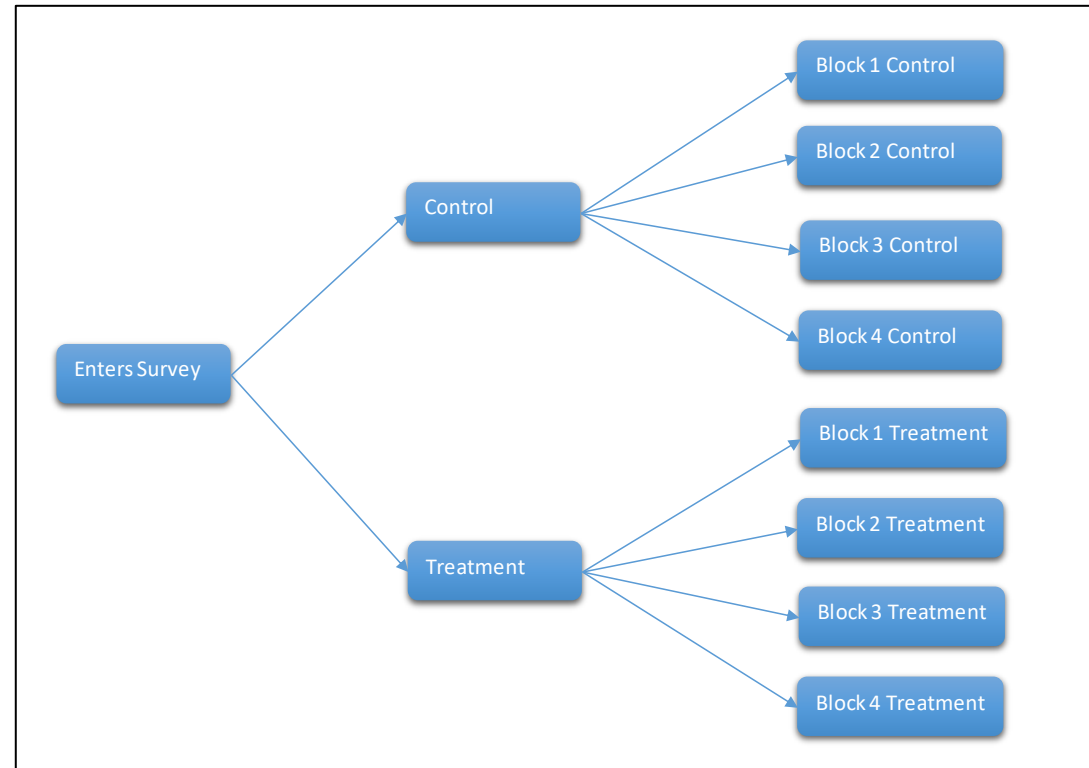 Enters Survey
Control
Treatment
Block 1 Control
Block 2 Control
Block 3 Control
Block 4 Control
Block 1 Treatment
Block 2 Treatment
Block 3 Treatment
Block 4 Treatment